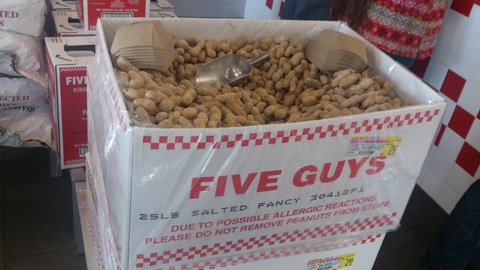 FIVE
FIVE GUYS
25LB SALTED FANCY 30412F1
DUE TO POSSIBLE ALLERGIC REACTIONS
PLEASE DO NOT REMOVE PEANUTS FROM STORE